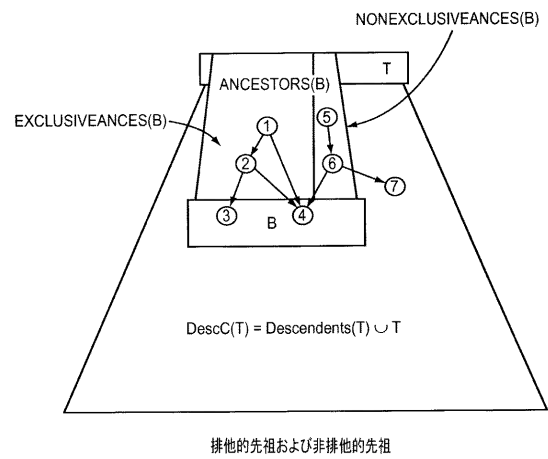 NONEXCLUSIVEANCES(B)
T
ANCESTORS(B)
EXCLUSIVEANCES(B)
1
5
2
6
7
3
B
4
DescC(T) = Descendents(T) ∪ T
排他的先祖および非排他的先祖